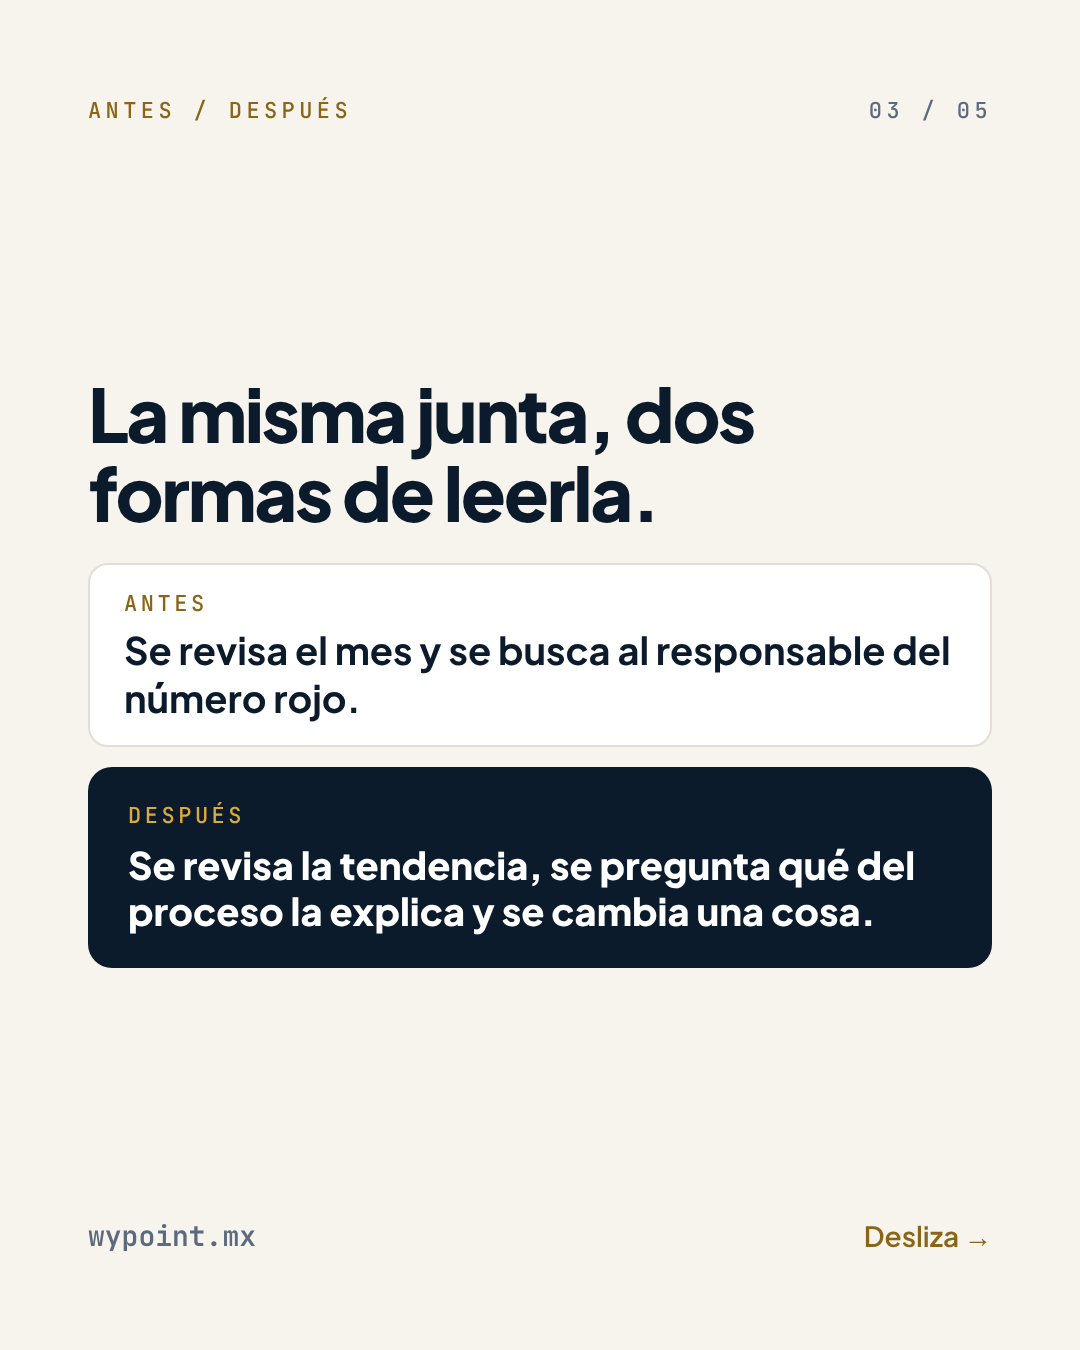 ANTES / DESPUÉS
03 / 05
La misma junta, dos
formas de leerla.
ANTES
Se revisa el mes y se busca al responsable del
número rojo.
DESPUÉS
Se revisa la tendencia, se pregunta qué del
proceso la explica y se cambia una cosa.
wypoint.mx
Desliza →